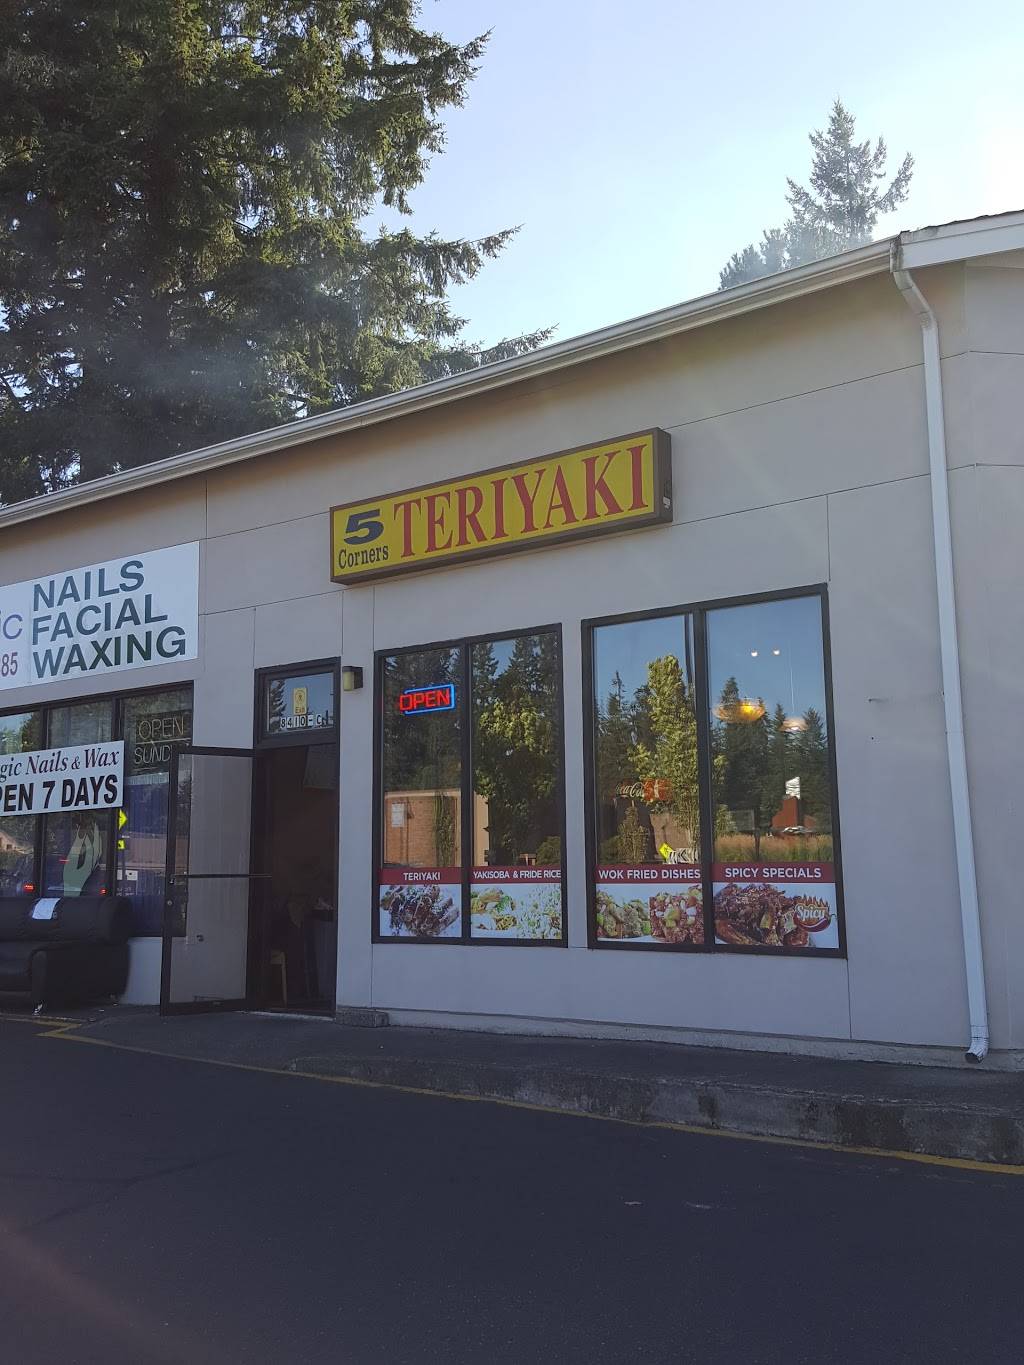 5
Corners
TERIYAKI
NAILS
FACIAL
WAXING
85
OPEN
SUND
Nails & Wax
PEN 7 DAYS
Exit
8410-C
OPEN
TERIYAKI
YAKISOBA & FRIDE RICE
WOK FRIED DISHES
SPICY SPECIALS
Spicy